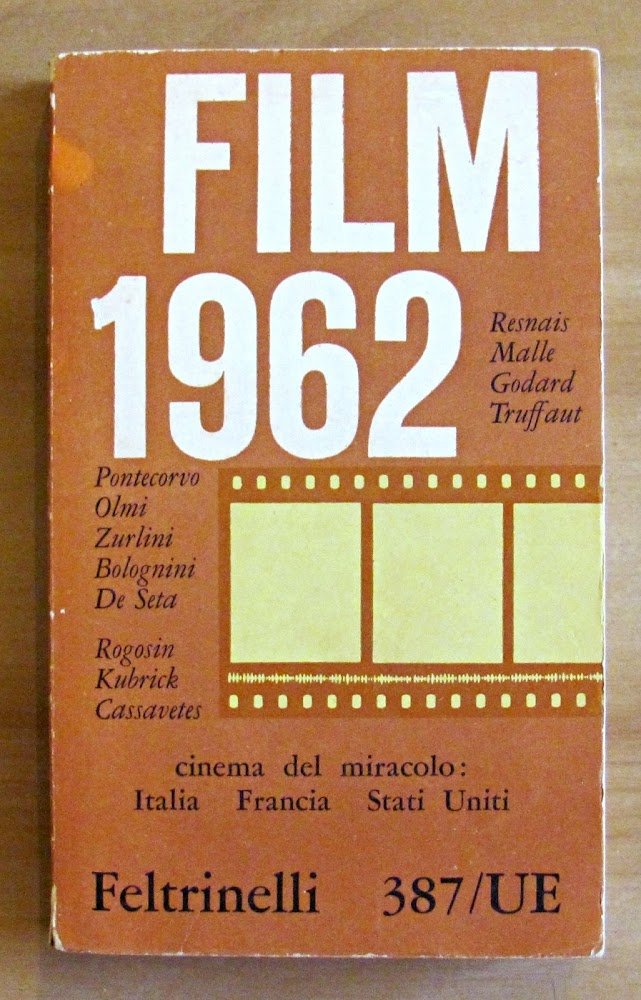 FILM
1962
Resnais
Malle
Godard
Truffaut
Pontecorvo
Olmi
Zurlini
Bolognini
De Seta
Rogosin
Kubrick
Cassavetes
cinema del miracolo:
Italia Francia Stati Uniti
Feltrinelli 387/UE